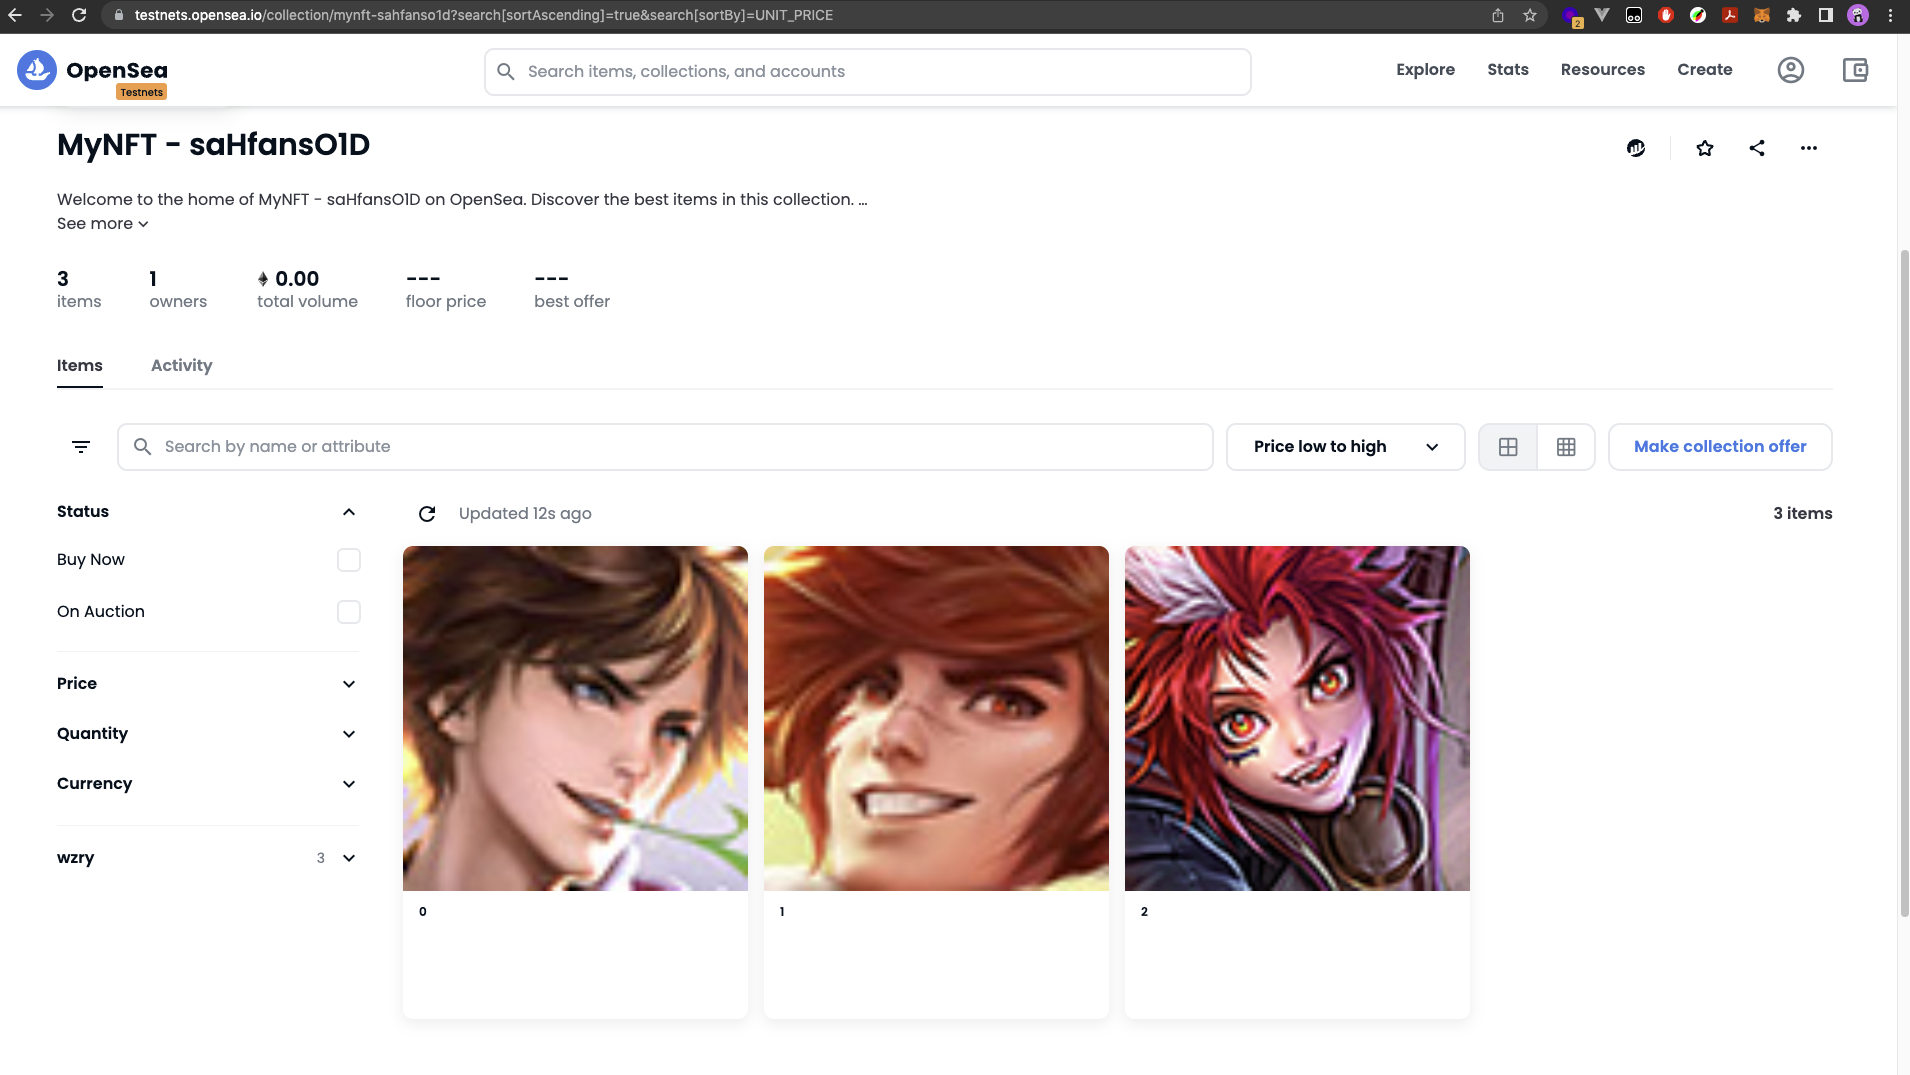 testnets.opensea.io/collection/mynft-sahfanso1d?search[sortAscending]=true&search[sortBy]=UNIT_PRICE
2
OpenSea
Testnets
Search items, collections, and accounts
Explore
Stats
Resources
Create
MyNFT - saHfansO1D
Welcome to the home of MyNFT - saHfansO1D on OpenSea. Discover the best items in this collection. ...
See more
3
items
1
owners
0.00
total volume
---
floor price
---
best offer
Items
Activity
Search by name or attribute
Price low to high
Make collection offer
Status
Updated 12s ago
3 items
Buy Now
On Auction
Price
Quantity
Currency
wzry
3
0
1
2